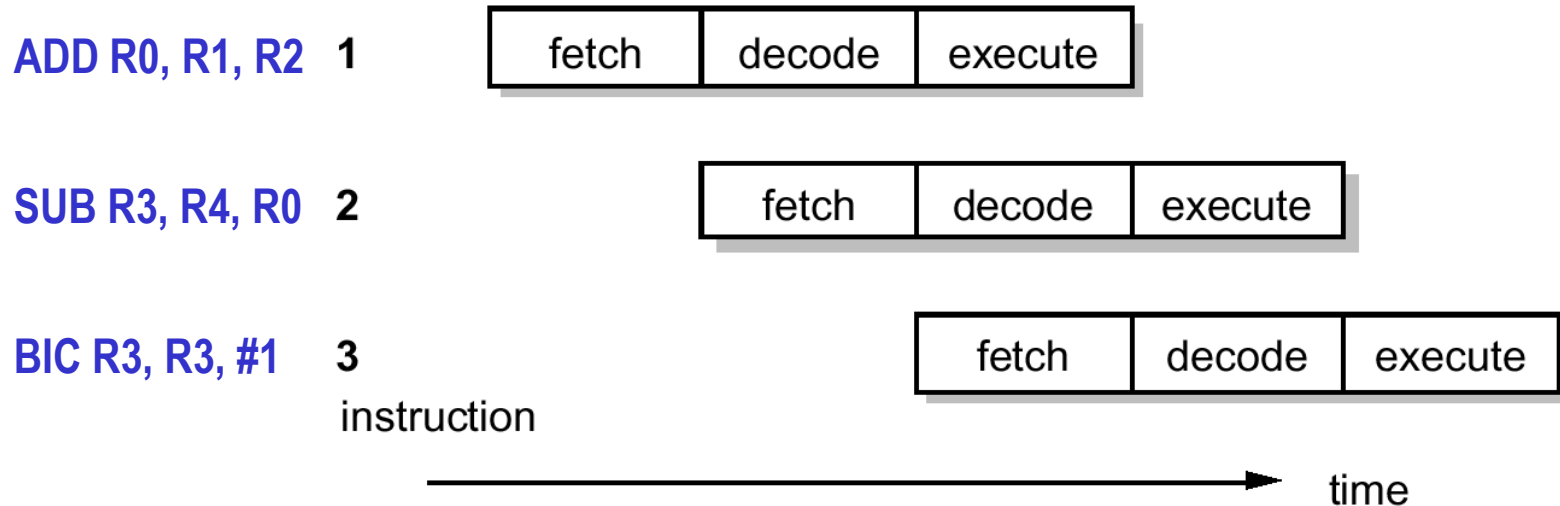 ADD R0, R1, R2 1 fetch decode execute
SUB R3, R4, R0 2 fetch decode execute
BIC R3, R3, #1 3 fetch decode execute
instruction
time